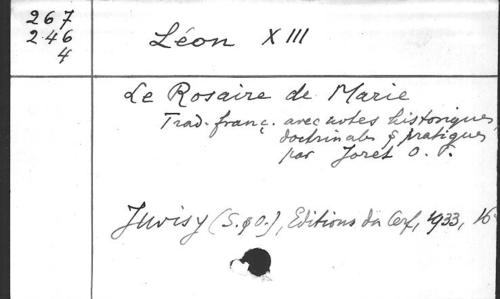 267
246
4
Léon XIII
Le Rosaire de Marie
Trad. franç. avec notes historiques,
doctrinales & pratiques
par Joret O. P.
Juvisy (S. & O.), Editions du Cerf, 1933, 16